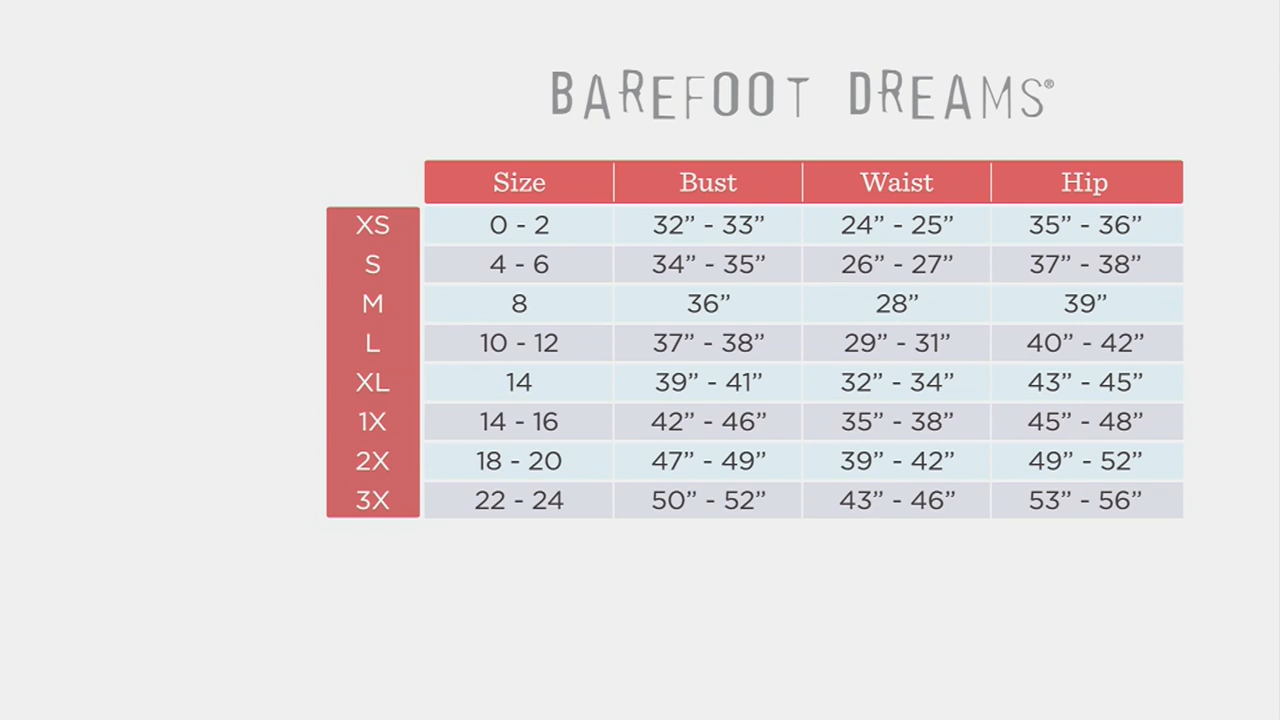 BAREFOOT DREAMS®
Size Bust Waist Hip
XS 0 - 2 32” - 33” 24” - 25” 35” - 36”
S 4 - 6 34” - 35” 26” - 27” 37” - 38”
M 8 36” 28” 39”
L 10 - 12 37” - 38” 29” - 31” 40” - 42”
XL 14 39” - 41” 32” - 34” 43” - 45”
1X 14 - 16 42” - 46” 35” - 38” 45” - 48”
2X 18 - 20 47” - 49” 39” - 42” 49” - 52”
3X 22 - 24 50” - 52” 43” - 46” 53” - 56”